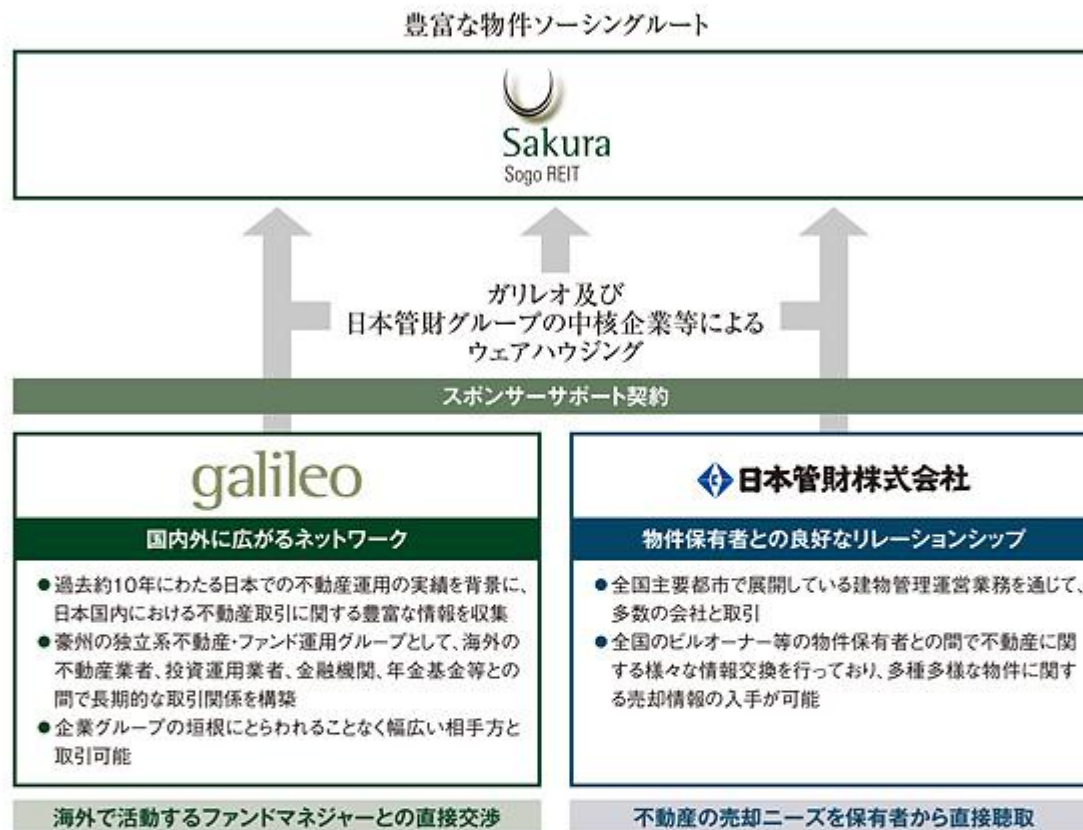 豊富な物件ソーシングルート
Sakura
Sogo REIT
ガリレオ及び
日本管財グループの中核企業等による
ウェアハウジング
スポンサーサポート契約
galileo
国内外に広がるネットワーク
●過去約10年にわたる日本での不動産運用の実績を背景に、
日本国内における不動産取引に関する豊富な情報を収集
●豪州の独立系不動産・ファンド運用グループとして、海外の
不動産業者、投資運用業者、金融機関、年金基金等との
間で長期的な取引関係を構築
●企業グループの垣根にとらわれることなく幅広い相手方と
取引可能
海外で活動するファンドマネジャーとの直接交渉
日本管財株式会社
物件保有者との良好なリレーションシップ
●全国主要都市で展開している建物管理運営業務を通じて、
多数の会社と取引
●全国のビルオーナー等の物件保有者との間で不動産に関
する様々な情報交換を行っており、多種多様な物件に関す
る売却情報の入手が可能
不動産の売却ニーズを保有者から直接聴取